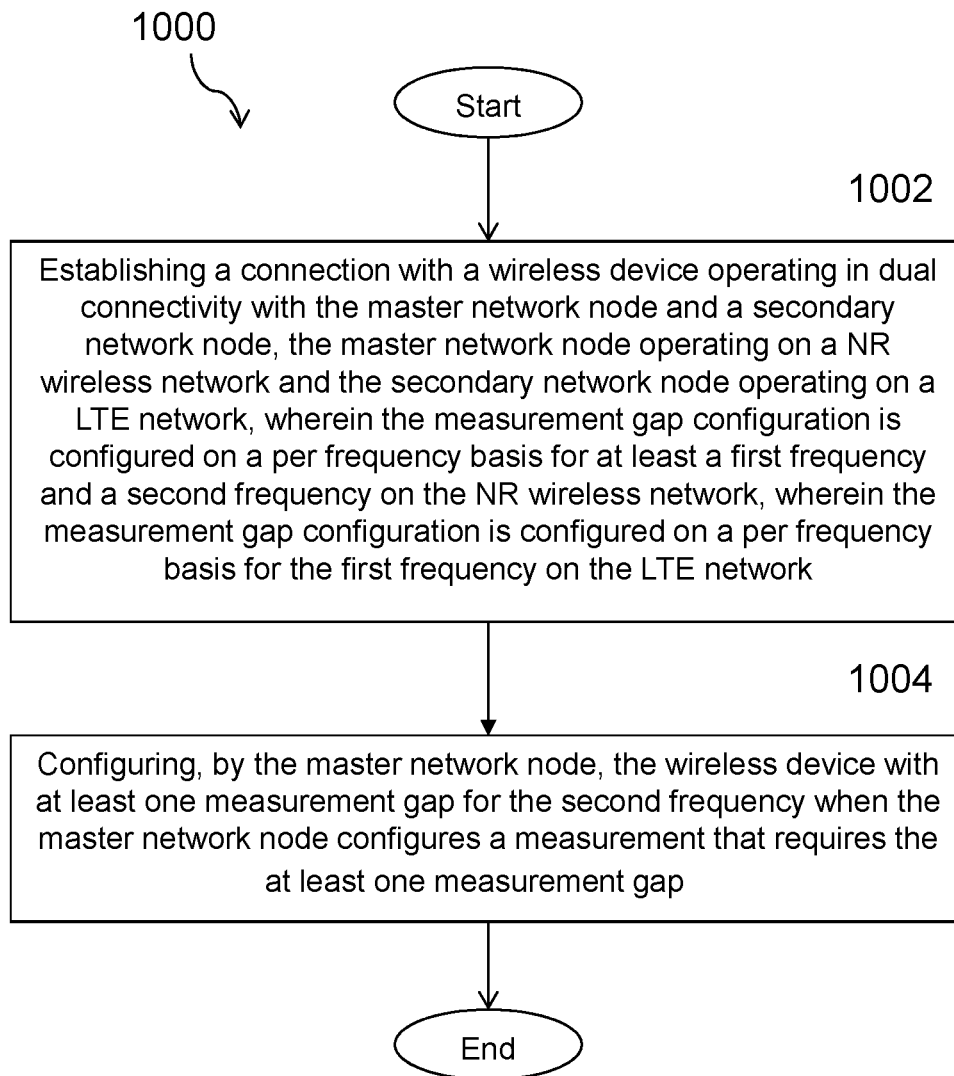 1000
Start
1002
Establishing a connection with a wireless device operating in dual
connectivity with the master network node and a secondary
network node, the master network node operating on a NR
wireless network and the secondary network node operating on a
LTE network, wherein the measurement gap configuration is
configured on a per frequency basis for at least a first frequency
and a second frequency on the NR wireless network, wherein the
measurement gap configuration is configured on a per frequency
basis for the first frequency on the LTE network
1004
Configuring, by the master network node, the wireless device with
at least one measurement gap for the second frequency when the
master network node configures a measurement that requires the
at least one measurement gap
End